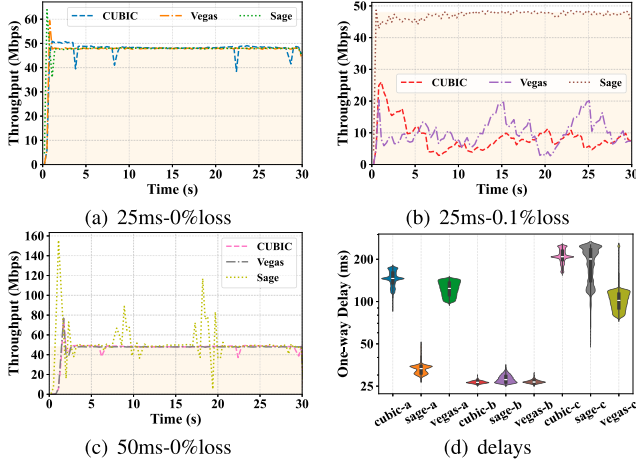 CUBIC Vegas Sage
Throughput (Mbps)
60
50
40
30
20
10
0
0 5 10 15 20 25 30
Time (s)
(a) 25ms-0%loss
CUBIC Vegas Sage
Throughput (Mbps)
50
40
30
20
10
0
0 5 10 15 20 25 30
Time (s)
(b) 25ms-0.1%loss
CUBIC
Vegas
Sage
Throughput (Mbps)
160
140
120
100
80
60
40
20
0
0 5 10 15 20 25 30
Time (s)
(c) 50ms-0%loss
One-way Delay (ms)
200
100
25
cubic-a
sage-a
vegas-a
cubic-b
sage-b
vegas-b
cubic-c
sage-c
vegas-c
(d) delays